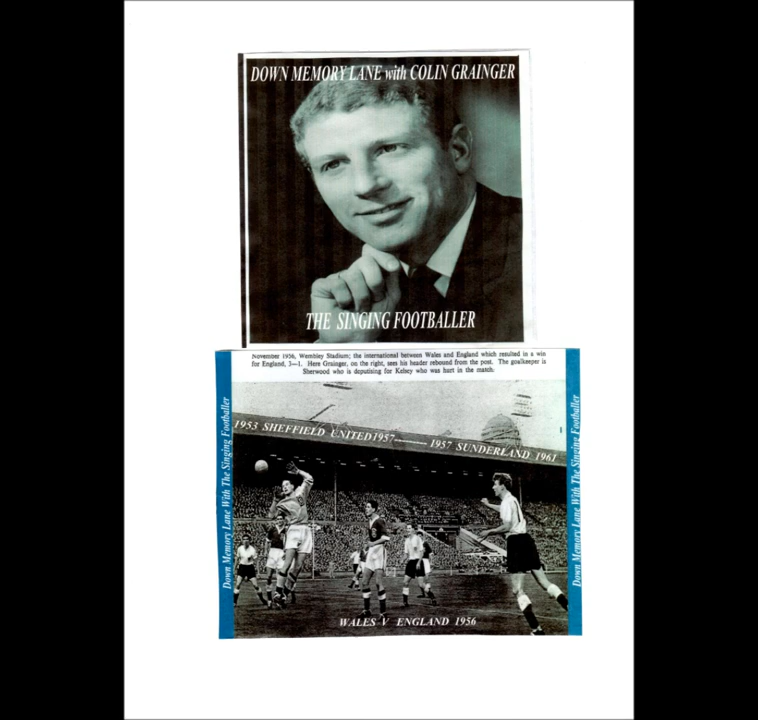 DOWN MEMORY LANE with COLIN GRAINGER
THE SINGING FOOTBALLER
November 1956, Wembley Stadium; the international between Wales and England which resulted in a win
for England, 3—1. Here Grainger, on the right, sees his header rebound from the post. The goalkeeper is
Sherwood who is deputising for Kelsey who was hurt in the match.
Down Memory Lane With The Singing Footballer
1953 SHEFFIELD UNITED 1957——— 1957 SUNDERLAND 1961
WALES V ENGLAND 1956
Down Memory Lane With The Singing Footballer